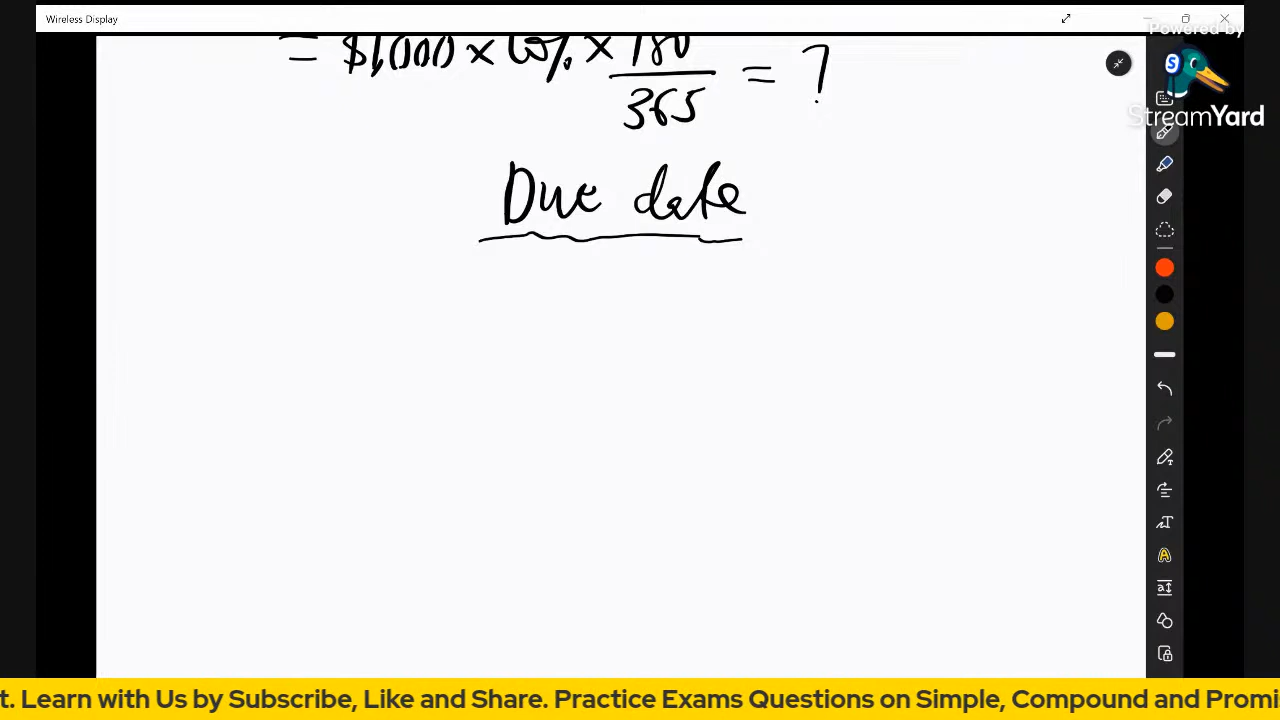 Wireless Display
Powered by
StreamYard
= $1,000 × 10% × 180/365 = ?
Due date
t. Learn with Us by Subscribe, Like and Share. Practice Exams Questions on Simple, Compound and Promi